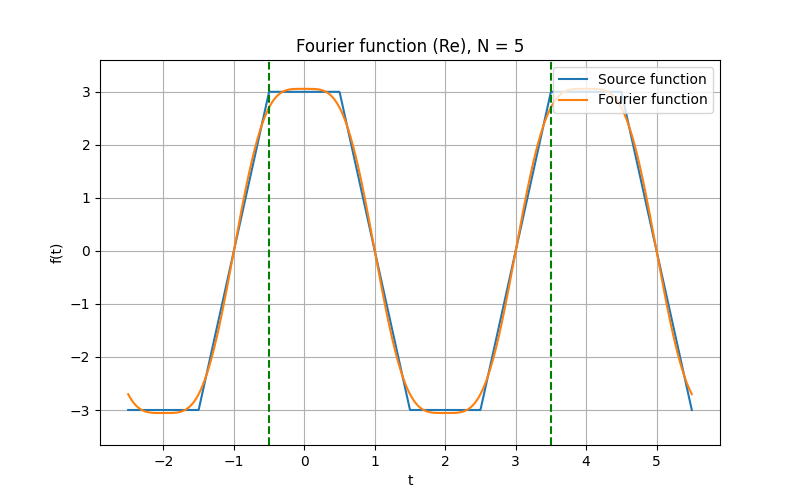 Fourier function (Re), N = 5
Source function
Fourier function
f(t)
3
2
1
0
−1
−2
−3
−2 −1 0 1 2 3 4 5
t